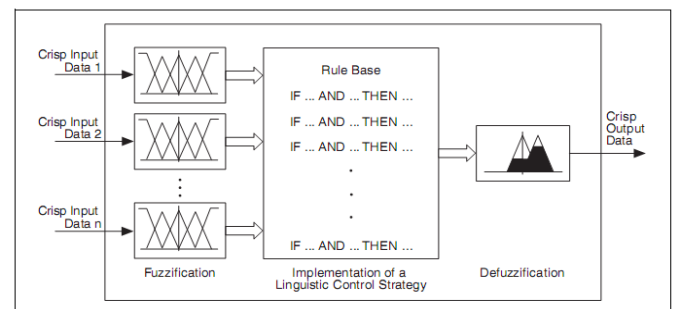 Crisp Input
Data 1
Crisp Input
Data 2
Crisp Input
Data n
Rule Base
IF ... AND ... THEN ...
IF ... AND ... THEN ...
IF ... AND ... THEN ...
IF ... AND ... THEN ...
Crisp
Output
Data
Fuzzification
Implementation of a
Linguistic Control Strategy
Defuzzification